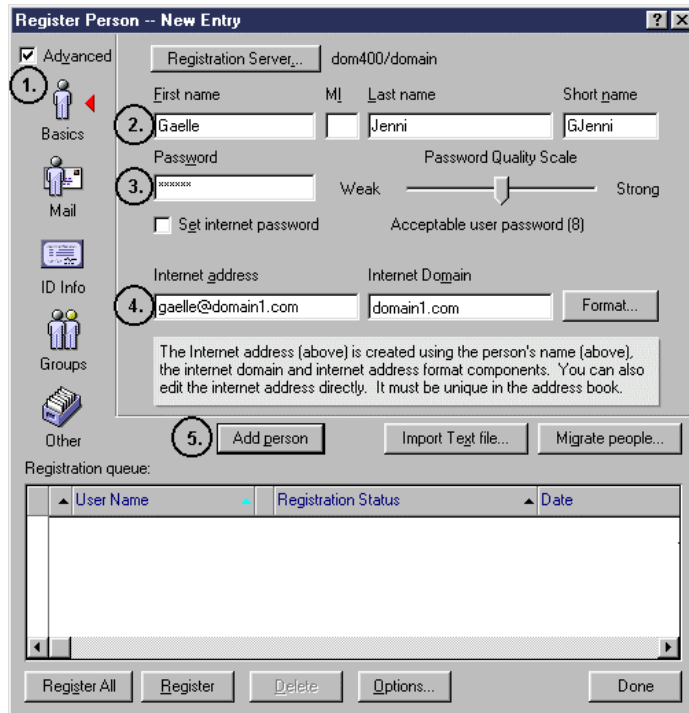 Register Person -- New Entry
Advanced
Registration Server... dom400/domain
1.
First name MI Last name Short name
2. Gaelle Jenni GJenni
Basics
Password Password Quality Scale
3. ****** Weak Strong
Mail
Set internet password Acceptable user password (8)
ID Info
Internet address Internet Domain
4. gaelle@domain1.com domain1.com Format...
Groups
The Internet address (above) is created using the person's name (above),
the internet domain and internet address format components. You can also
edit the internet address directly. It must be unique in the address book.
Other
5. Add person Import Text file... Migrate people...
Registration queue:
User Name Registration Status Date
Register All Register Delete Options... Done